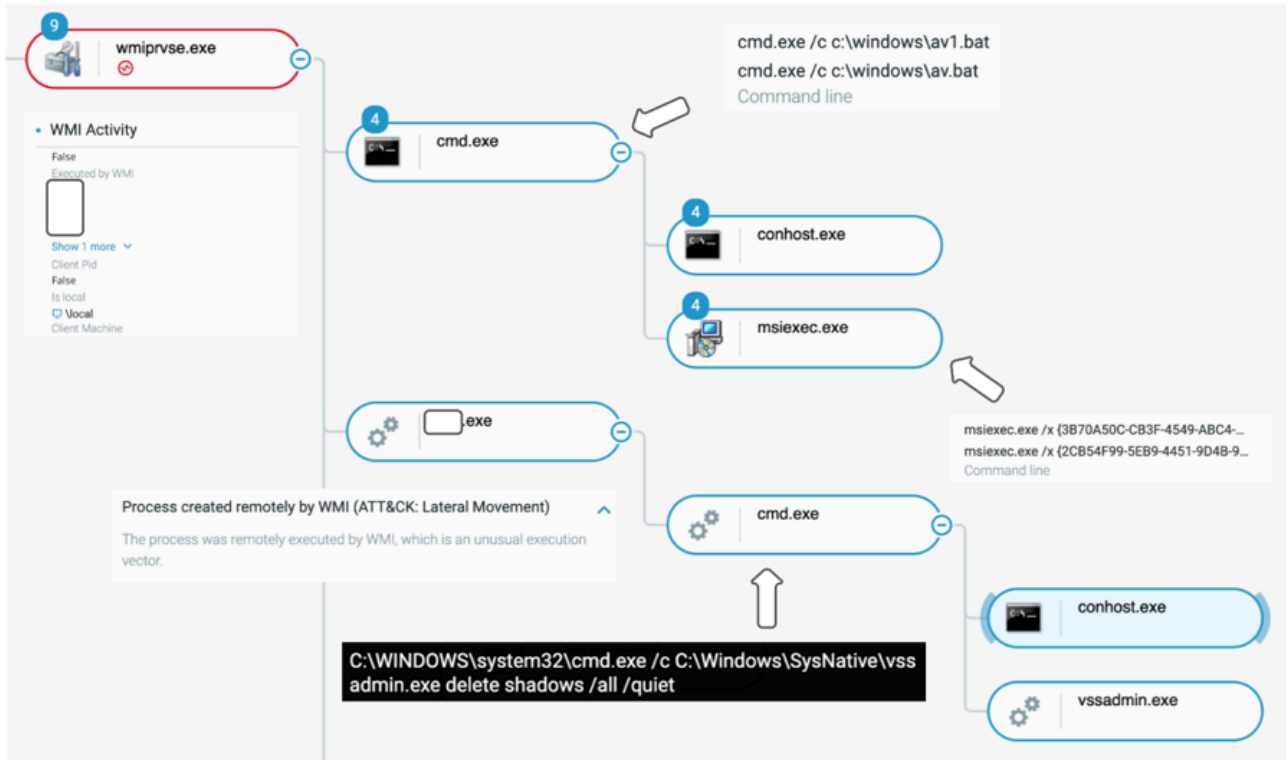 9
wmiprvse.exe
cmd.exe /c c:\windows\av1.bat
cmd.exe /c c:\windows\av.bat
Command line
WMI Activity
False
Executed by WMI
Show 1 more
Client Pid
False
Is local
\local
Client Machine
4
cmd.exe
4
conhost.exe
4
msiexec.exe
msiexec.exe /x {3B70A50C-CB3F-4549-ABC4-...
msiexec.exe /x {2CB54F99-5EB9-4451-9D4B-9...
Command line
.exe
Process created remotely by WMI (ATT&CK: Lateral Movement)
The process was remotely executed by WMI, which is an unusual execution
vector.
cmd.exe
C:\WINDOWS\system32\cmd.exe /c C:\Windows\SysNative\vss
admin.exe delete shadows /all /quiet
conhost.exe
vssadmin.exe